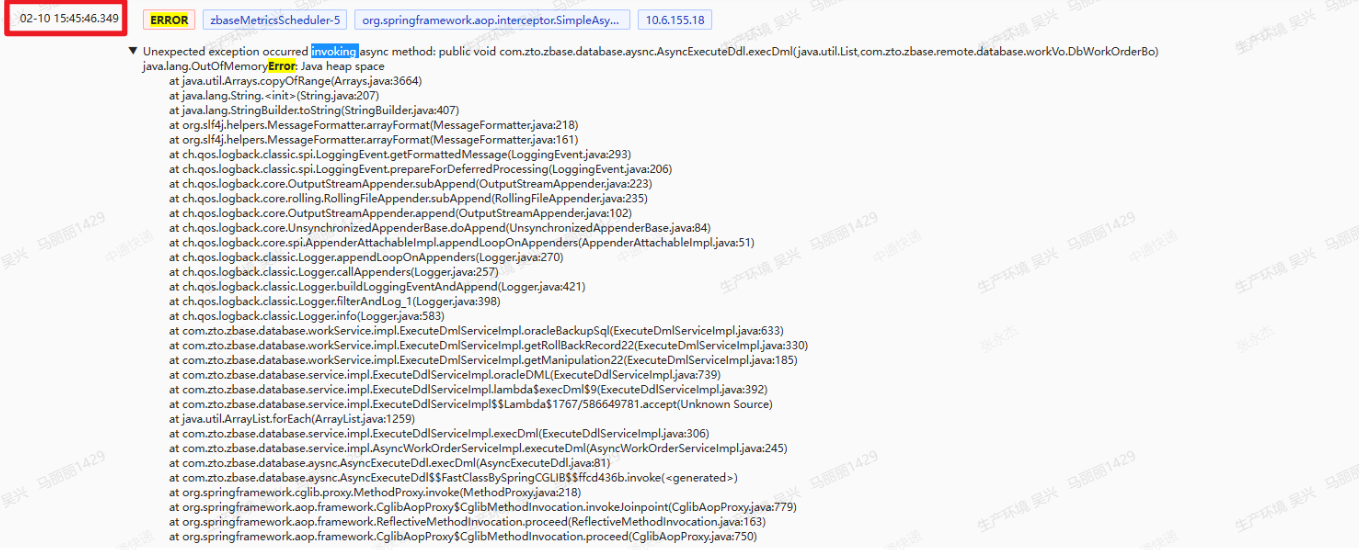 02-10 15:45:46.349 ERROR zbaseMetricsScheduler-5 org.springframework.aop.interceptor.SimpleAsy... 10.6.155.18
▼ Unexpected exception occurred invoking async method: public void com.zto.zbase.database.aysnc.AsyncExecuteDdl.execDml(java.util.List,com.zto.zbase.remote.database.workVo.DbWorkOrderBo)
java.lang.OutOfMemoryError: Java heap space
at java.util.Arrays.copyOfRange(Arrays.java:3664)
at java.lang.String.<init>(String.java:207)
at java.lang.StringBuilder.toString(StringBuilder.java:407)
at org.slf4j.helpers.MessageFormatter.arrayFormat(MessageFormatter.java:218)
at org.slf4j.helpers.MessageFormatter.arrayFormat(MessageFormatter.java:161)
at ch.qos.logback.classic.spi.LoggingEvent.getFormattedMessage(LoggingEvent.java:293)
at ch.qos.logback.classic.spi.LoggingEvent.prepareForDeferredProcessing(LoggingEvent.java:206)
at ch.qos.logback.core.OutputStreamAppender.subAppend(OutputStreamAppender.java:223)
at ch.qos.logback.core.rolling.RollingFileAppender.subAppend(RollingFileAppender.java:235)
at ch.qos.logback.core.OutputStreamAppender.append(OutputStreamAppender.java:102)
at ch.qos.logback.core.UnsynchronizedAppenderBase.doAppend(UnsynchronizedAppenderBase.java:84)
at ch.qos.logback.core.spi.AppenderAttachableImpl.appendLoopOnAppenders(AppenderAttachableImpl.java:51)
at ch.qos.logback.classic.Logger.appendLoopOnAppenders(Logger.java:270)
at ch.qos.logback.classic.Logger.callAppenders(Logger.java:257)
at ch.qos.logback.classic.Logger.buildLoggingEventAndAppend(Logger.java:421)
at ch.qos.logback.classic.Logger.filterAndLog_1(Logger.java:398)
at ch.qos.logback.classic.Logger.info(Logger.java:583)
at com.zto.zbase.database.workService.impl.ExecuteDmlServiceImpl.oracleBackupSql(ExecuteDmlServiceImpl.java:633)
at com.zto.zbase.database.workService.impl.ExecuteDmlServiceImpl.getRollBackRecord22(ExecuteDmlServiceImpl.java:330)
at com.zto.zbase.database.workService.impl.ExecuteDmlServiceImpl.getManipulation22(ExecuteDmlServiceImpl.java:185)
at com.zto.zbase.database.service.impl.ExecuteDdlServiceImpl.oracleDML(ExecuteDdlServiceImpl.java:739)
at com.zto.zbase.database.service.impl.ExecuteDdlServiceImpl.lambda$execDml$9(ExecuteDdlServiceImpl.java:392)
at com.zto.zbase.database.service.impl.ExecuteDdlServiceImpl$$Lambda$1767/586649781.accept(Unknown Source)
at java.util.ArrayList.forEach(ArrayList.java:1259)
at com.zto.zbase.database.service.impl.ExecuteDdlServiceImpl.execDml(ExecuteDdlServiceImpl.java:306)
at com.zto.zbase.database.service.impl.AsyncWorkOrderServiceImpl.executeDml(AsyncWorkOrderServiceImpl.java:245)
at com.zto.zbase.database.aysnc.AsyncExecuteDdl.execDml(AsyncExecuteDdl.java:81)
at com.zto.zbase.database.aysnc.AsyncExecuteDdl$$FastClassBySpringCGLIB$$ffcd436b.invoke(<generated>)
at org.springframework.cglib.proxy.MethodProxy.invoke(MethodProxy.java:218)
at org.springframework.aop.framework.CglibAopProxy$CglibMethodInvocation.invokeJoinpoint(CglibAopProxy.java:779)
at org.springframework.aop.framework.ReflectiveMethodInvocation.proceed(ReflectiveMethodInvocation.java:163)
at org.springframework.aop.framework.CglibAopProxy$CglibMethodInvocation.proceed(CglibAopProxy.java:750)
生产环境 吴兴 马丽丽1429
中通快递
张永杰